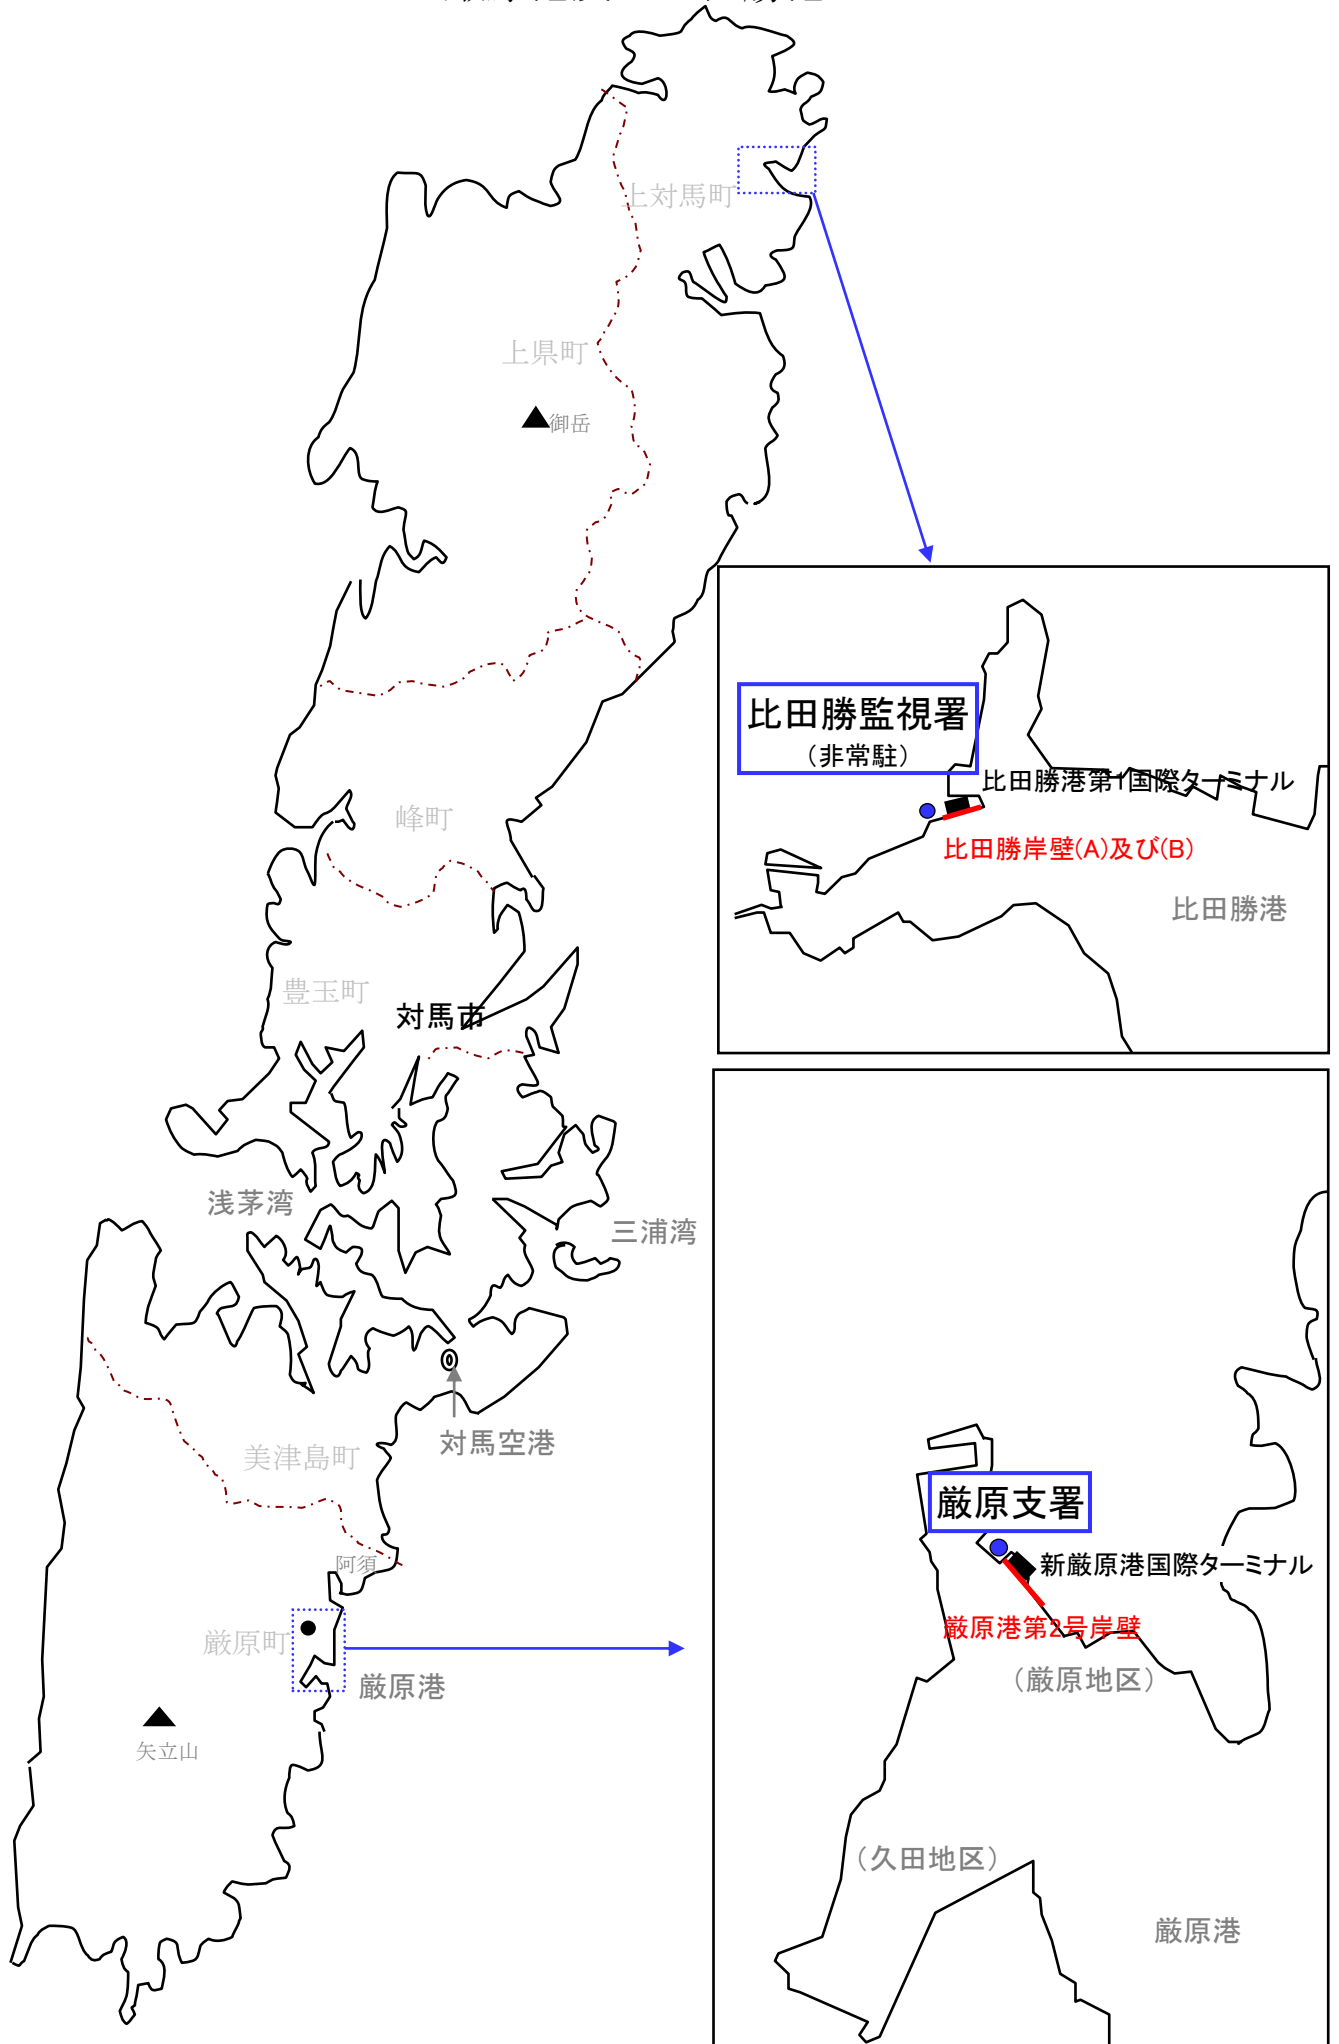 上対馬町
上県町
御岳
比田勝監視署
（非常駐）
比田勝港第1国際ターミナル
比田勝岸壁(A)及び(B)
比田勝港
峰町
豊玉町
対馬市
浅茅湾
三浦湾
対馬空港
美津島町
阿須
厳原町
厳原港
矢立山
厳原支署
新厳原港国際ターミナル
厳原港第2号岸壁
（厳原地区）
（久田地区）
厳原港